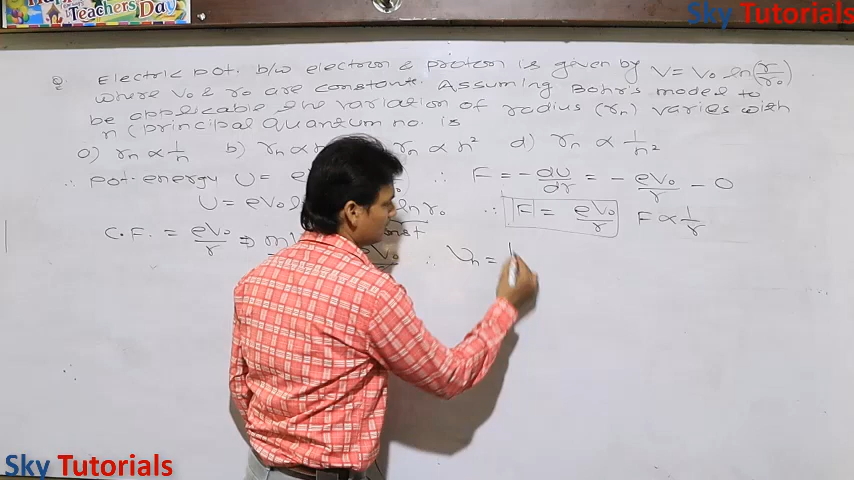 Teachers Day
Sky Tutorials
Q Electric pot. b/w electron & proton is given by V = V₀ ln(r/r₀)
where V₀ & r₀ are constant. Assuming Bohr's model to
be applicable the variation of radius (rₙ) varies with
n (principal quantum no. is
a) rₙ ∝ 1/n b) rₙ ∝ rₙ ∝ n² d) rₙ ∝ 1/n²
∴ pot-energy U = e ∴ F = - dU/dr = - eV₀/r - 0
U = eV₀ ln r₀ ∴ F = eV₀/r F ∝ 1/r
const
C.F. = eV₀/r ⇒ ∴ Vₙ =
Sky Tutorials